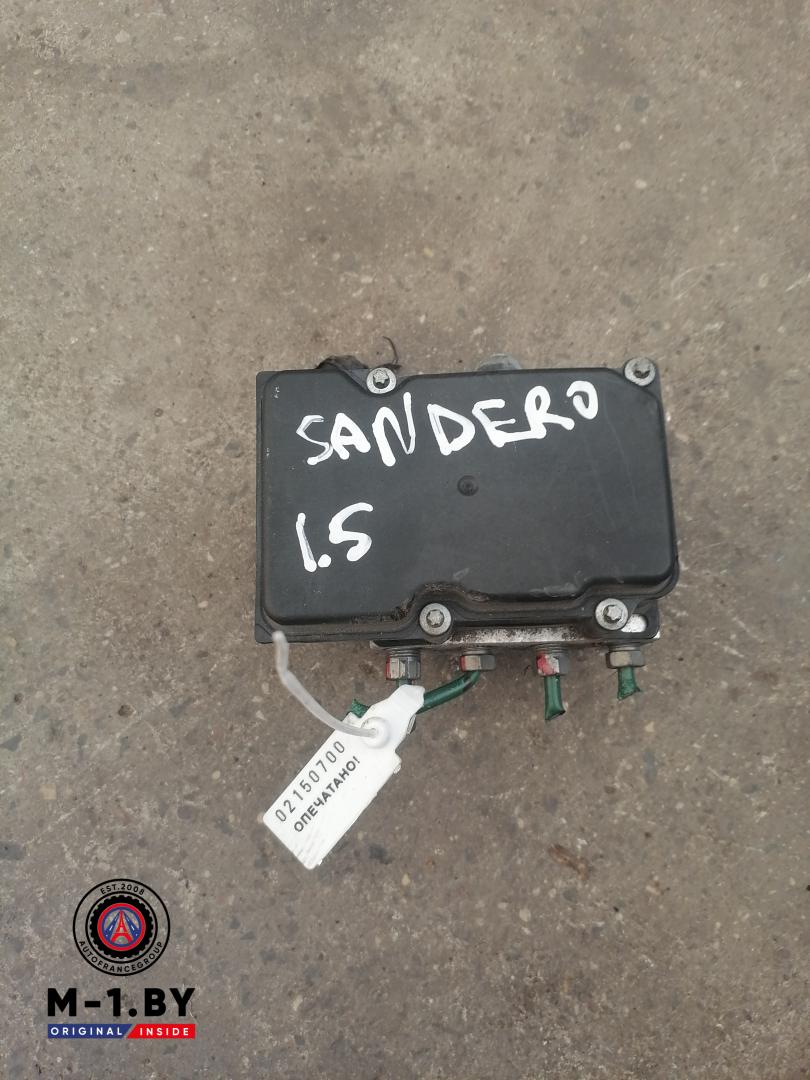 SANDERO
1.5
02150700
ОПЕЧАТАНО!
EST.2008
AUTOFRANCEGROUP
M-1.BY
ORIGINAL INSIDE